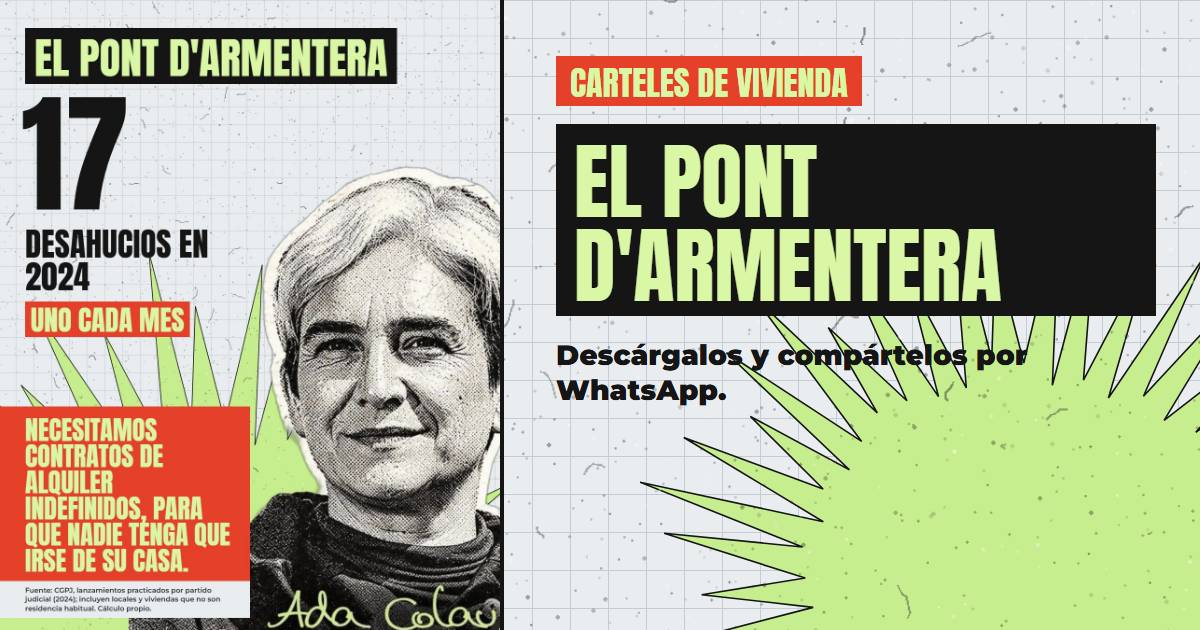 EL PONT D'ARMENTERA
17
DESAHUCIOS EN
2024
UNO CADA MES
NECESITAMOS
CONTRATOS DE
ALQUILER
INDEFINIDOS, PARA
QUE NADIE TENGA QUE
IRSE DE SU CASA.
Fuente: CGPJ, lanzamientos practicados por partido
judicial (2024); incluyen locales y viviendas que no son
residencia habitual. Cálculo propio.
Ada Colau
CARTELES DE VIVIENDA
EL PONT
D'ARMENTERA
Descárgalos y compártelos por
WhatsApp.